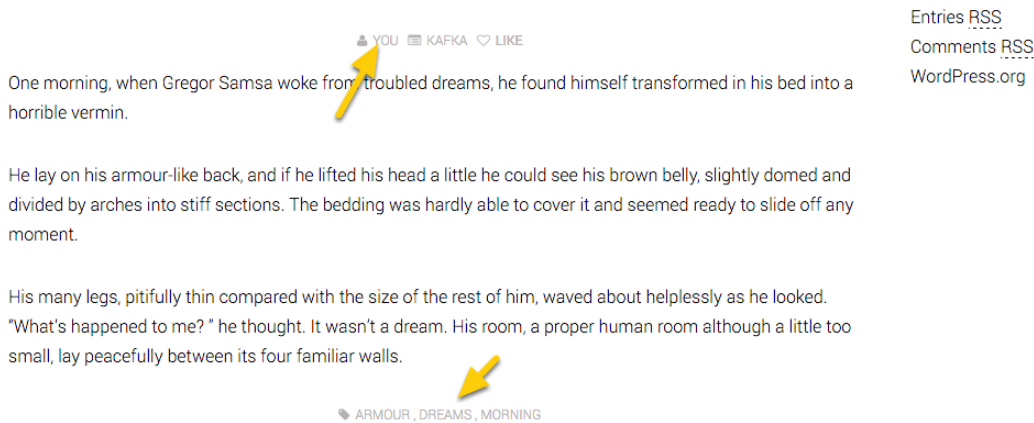 YOU KAFKA LIKE
One morning, when Gregor Samsa woke from troubled dreams, he found himself transformed in his bed into a
horrible vermin.
He lay on his armour-like back, and if he lifted his head a little he could see his brown belly, slightly domed and
divided by arches into stiff sections. The bedding was hardly able to cover it and seemed ready to slide off any
moment.
His many legs, pitifully thin compared with the size of the rest of him, waved about helplessly as he looked.
“What’s happened to me? ” he thought. It wasn’t a dream. His room, a proper human room although a little too
small, lay peacefully between its four familiar walls.
ARMOUR , DREAMS , MORNING
Entries RSS
Comments RSS
WordPress.org